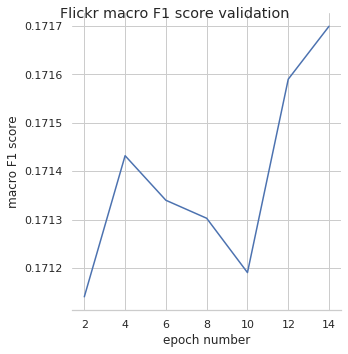 Flickr macro F1 score validation
0.1717
0.1716
0.1715
0.1714
0.1713
0.1712
macro F1 score
2 4 6 8 10 12 14
epoch number